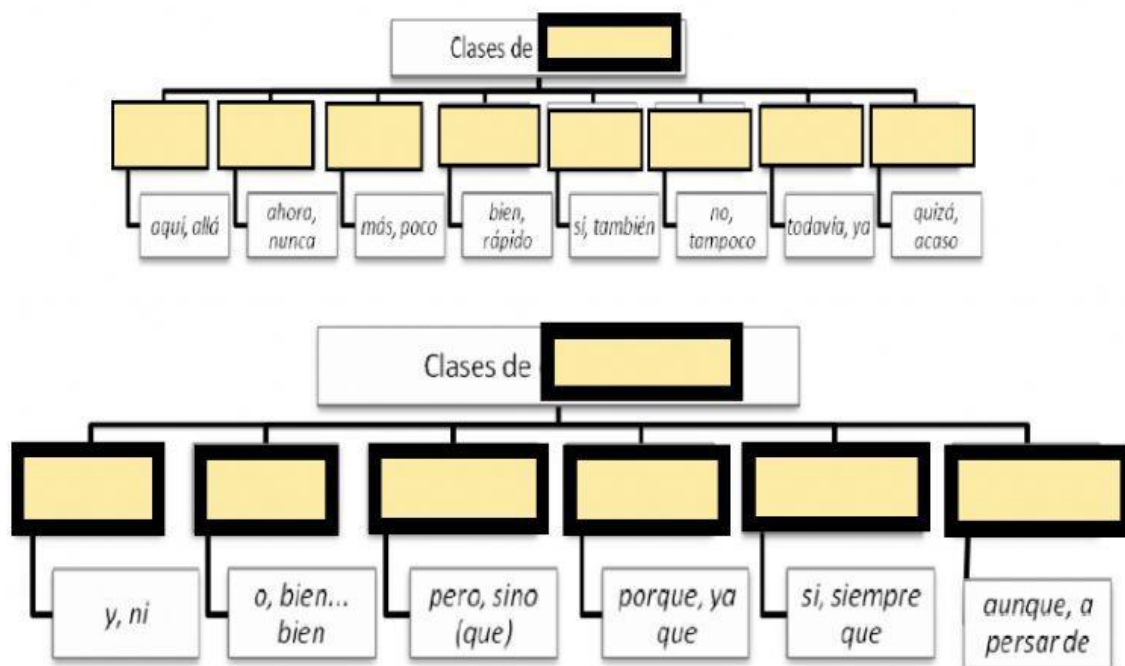 Clases de
aquí, allá
ahora,
nunca
más, poco
bien,
rápido
sí, también
no,
tampoco
todavía, ya
quizá,
acaso
Clases de
y, ni
o, bien...
bien
pero, sino
(que)
porque, ya
que
si, siempre
que
aunque, a
persar de